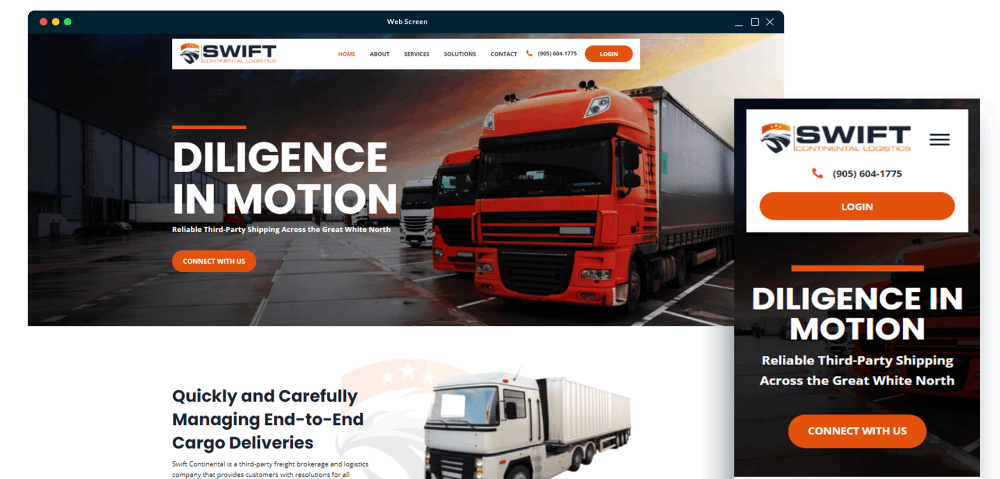 Web Screen
SWIFT
CONTINENTAL LOGISTICS
HOME ABOUT SERVICES SOLUTIONS CONTACT (905) 604-1775 LOGIN
DILIGENCE
IN MOTION
Reliable Third-Party Shipping Across the Great White North
CONNECT WITH US
Quickly and Carefully
Managing End-to-End
Cargo Deliveries
Swift Continental is a third-party freight brokerage and logistics
company that provides customers with resolutions for all
SWIFT
CONTINENTAL LOGISTICS
(905) 604-1775
LOGIN
DILIGENCE IN
MOTION
Reliable Third-Party Shipping
Across the Great White North
CONNECT WITH US